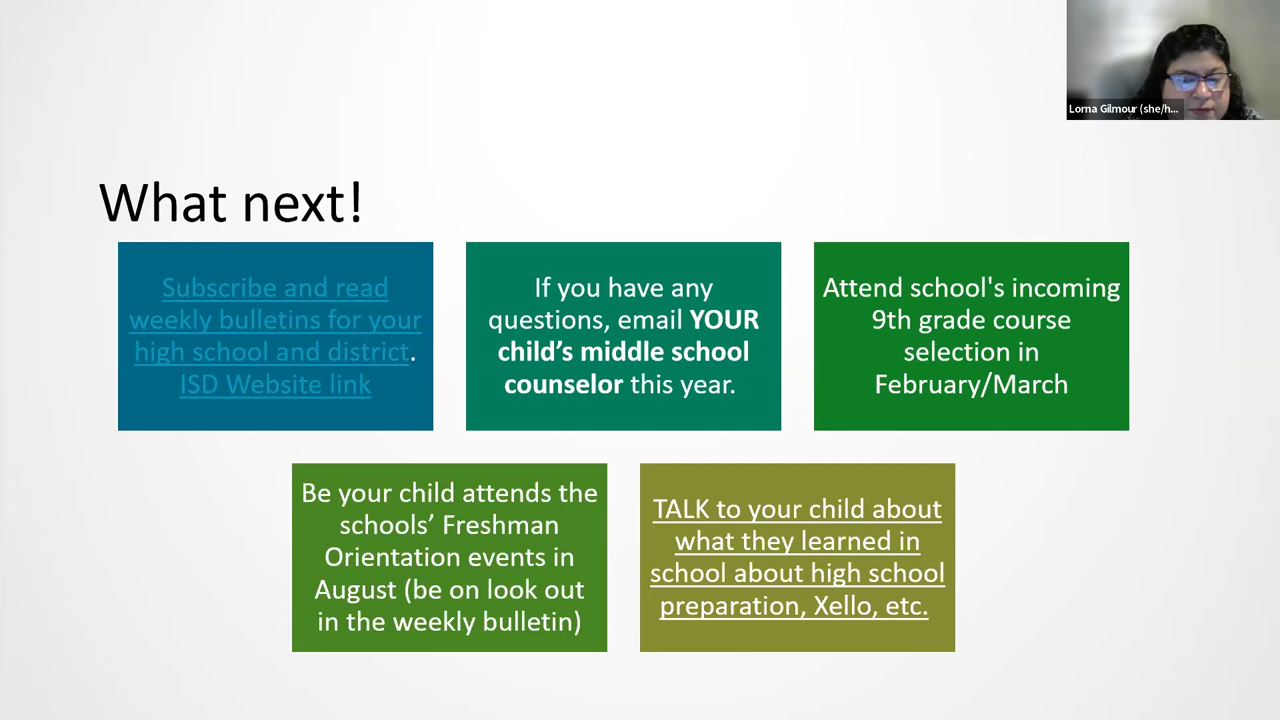 Lorna Gilmour (she/h...
What next!
Subscribe and read
weekly bulletins for your
high school and district.
ISD Website link
If you have any
questions, email YOUR
child’s middle school
counselor this year.
Attend school's incoming
9th grade course
selection in
February/March
Be your child attends the
schools’ Freshman
Orientation events in
August (be on look out
in the weekly bulletin)
TALK to your child about
what they learned in
school about high school
preparation, Xello, etc.